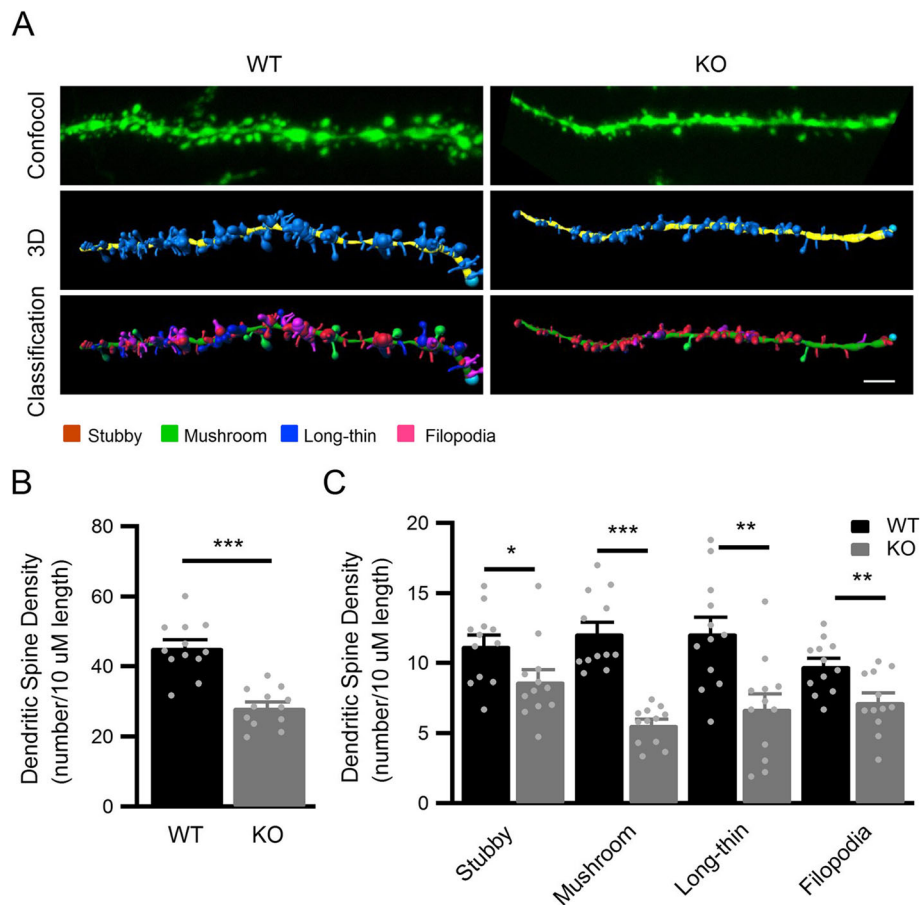 A
WT KO
Confocol
3D
Classification
Stubby Mushroom Long-thin Filopodia
B
Dendritic Spine Density
(number/10 uM length)
80
60
40
20
0
***
WT KO
C
Dendritic Spine Density
(number/10 uM length)
20
15
10
5
0
WT
KO
* *** ** **
Stubby Mushroom Long-thin Filopodia